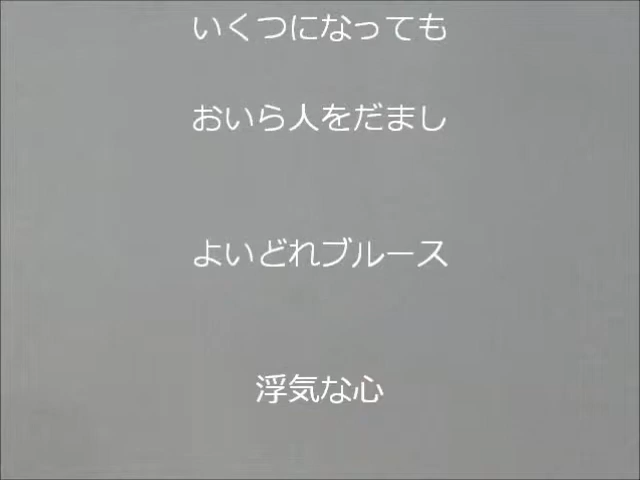 いくつになっても
おいら人をだまし
よいどれブルース
浮気な心